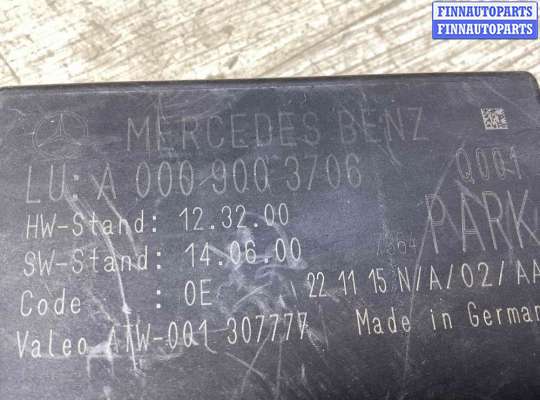 FINNAUTOPARTS
FINNAUTOPARTS
MERCEDES BENZ
LU: A 000 900 3706 Q001
HW-Stand: 12.32.00 PARK
SW-Stand: 14.06.00
Code : 0E 22 11 15 N/A/02/AA
Valeo ATW-001 307777 Made in German